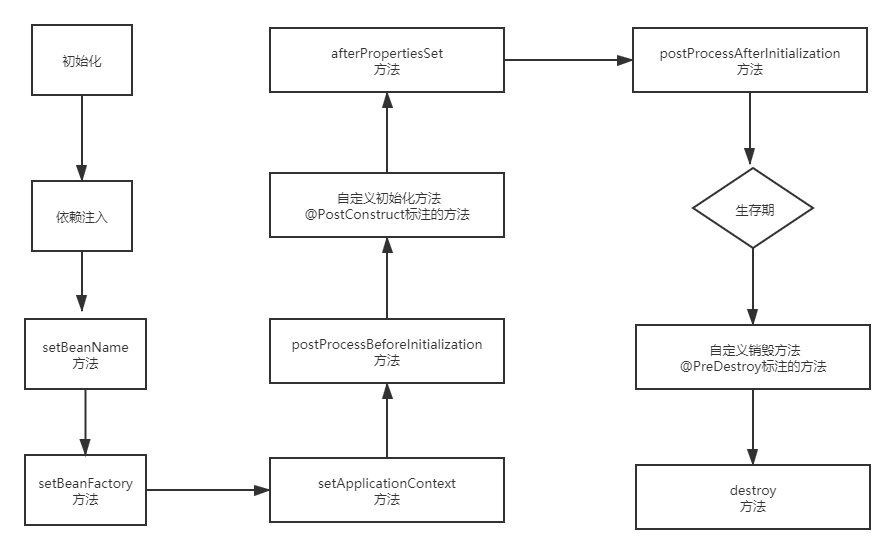 初始化
依赖注入
setBeanName
方法
setBeanFactory
方法
setApplicationContext
方法
postProcessBeforeInitialization
方法
自定义初始化方法
@PostConstruct标注的方法
afterPropertiesSet
方法
postProcessAfterInitialization
方法
生存期
自定义销毁方法
@PreDestroy标注的方法
destroy
方法